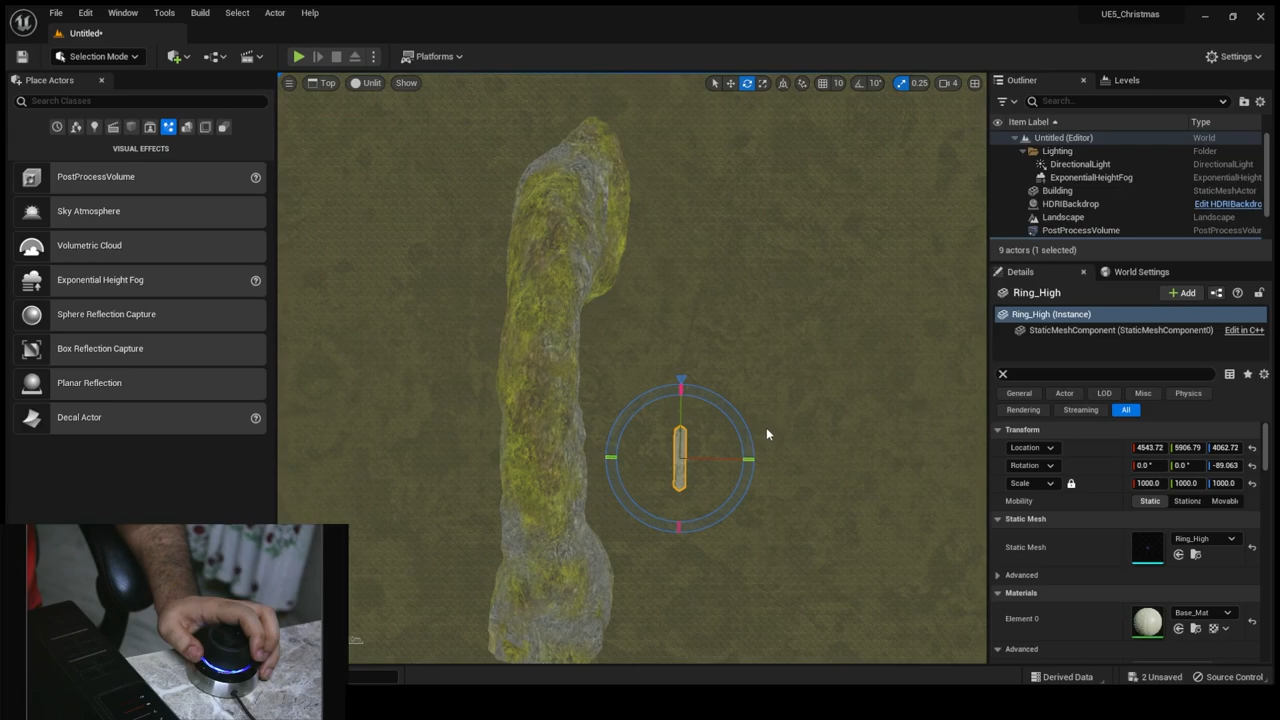 File Edit Window Tools Build Select Actor Help
UE5_Christmas
Untitled*
Selection Mode
Platforms
Settings
Place Actors
Search Classes
VISUAL EFFECTS
PostProcessVolume
Sky Atmosphere
Volumetric Cloud
Exponential Height Fog
Sphere Reflection Capture
Box Reflection Capture
Planar Reflection
Decal Actor
Top Unlit Show
10 10° 0.25 4
Outliner Levels
Search...
Item Label Type
Untitled (Editor) World
Lighting Folder
DirectionalLight DirectionalLight
ExponentialHeightFog ExponentialHeight
Building StaticMeshActor
HDRIBackdrop Edit HDRIBackdro
Landscape Landscape
PostProcessVolume PostProcessVolur
9 actors (1 selected)
Details World Settings
Ring_High
+ Add
Ring_High (Instance)
StaticMeshComponent (StaticMeshComponent0) Edit in C++
General Actor LOD Misc Physics
Rendering Streaming All
Transform
Location 4543.72 5906.79 4062.72
Rotation 0.0 ° 0.0 ° -89.063
Scale 1000.0 1000.0 1000.0
Mobility Static Stationa Movabl
Static Mesh
Static Mesh Ring_High
Advanced
Materials
Element 0 Base_Mat
Advanced
Derived Data 2 Unsaved Source Control